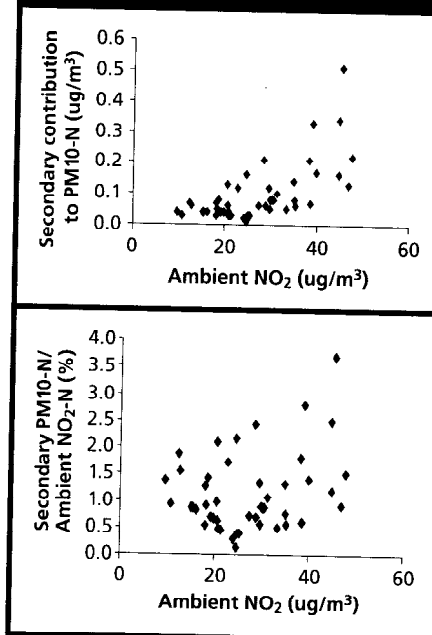 Secondary contribution
to PM10-N (ug/m³)
0.6
0.5
0.4
0.3
0.2
0.1
0.0
0 20 40 60
Ambient NO₂ (ug/m³)
Secondary PM10-N/
Ambient NO₂-N (%)
4.0
3.5
3.0
2.5
2.0
1.5
1.0
0.5
0.0
0 20 40 60
Ambient NO₂ (ug/m³)